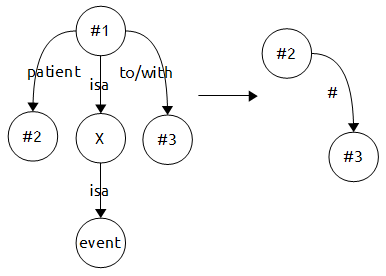 #1
#2
patient
isa
to/with
#
#2
X
#3
#3
isa
event